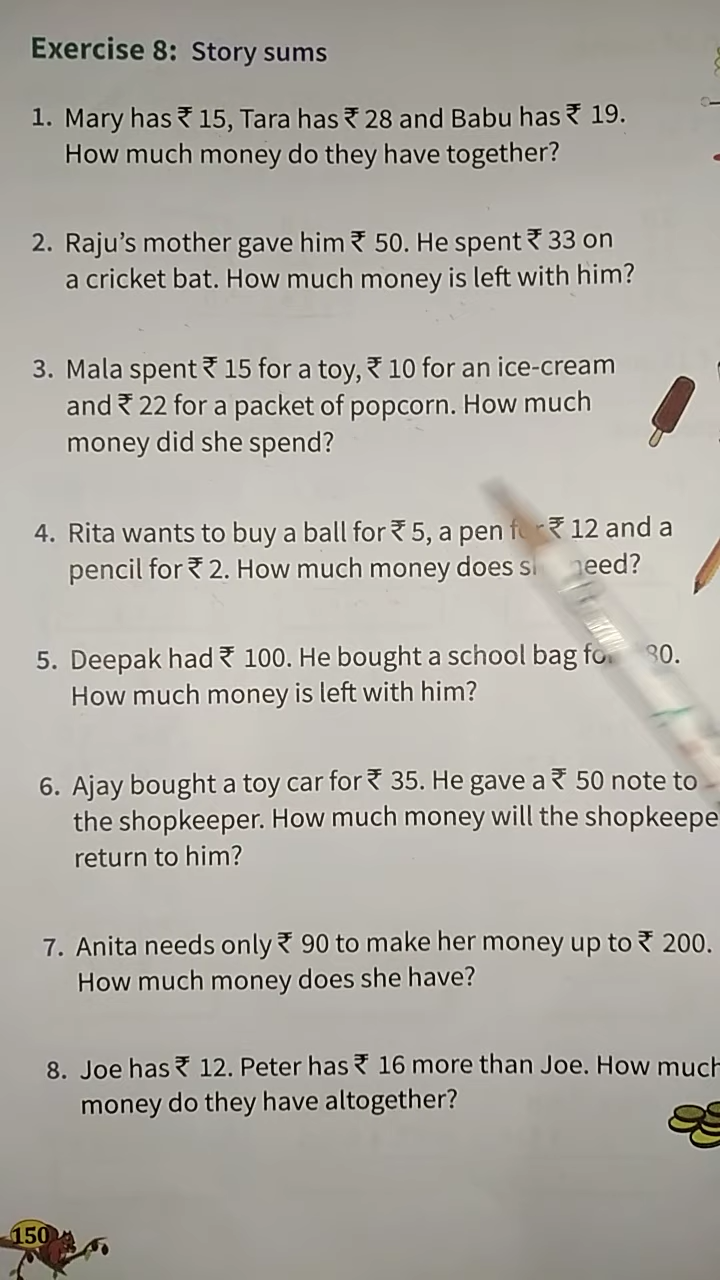 Exercise 8: Story sums
1. Mary has ₹ 15, Tara has ₹ 28 and Babu has ₹ 19.
How much money do they have together?
2. Raju's mother gave him ₹ 50. He spent ₹ 33 on
a cricket bat. How much money is left with him?
3. Mala spent ₹ 15 for a toy, ₹ 10 for an ice-cream
and ₹ 22 for a packet of popcorn. How much
money did she spend?
4. Rita wants to buy a ball for ₹ 5, a pen for ₹ 12 and a
pencil for ₹ 2. How much money does need?
5. Deepak had ₹ 100. He bought a school bag for 80.
How much money is left with him?
6. Ajay bought a toy car for ₹ 35. He gave a ₹ 50 note to
the shopkeeper. How much money will the shopkeepe
return to him?
7. Anita needs only ₹ 90 to make her money up to ₹ 200.
How much money does she have?
8. Joe has ₹ 12. Peter has ₹ 16 more than Joe. How much
money do they have altogether?
150